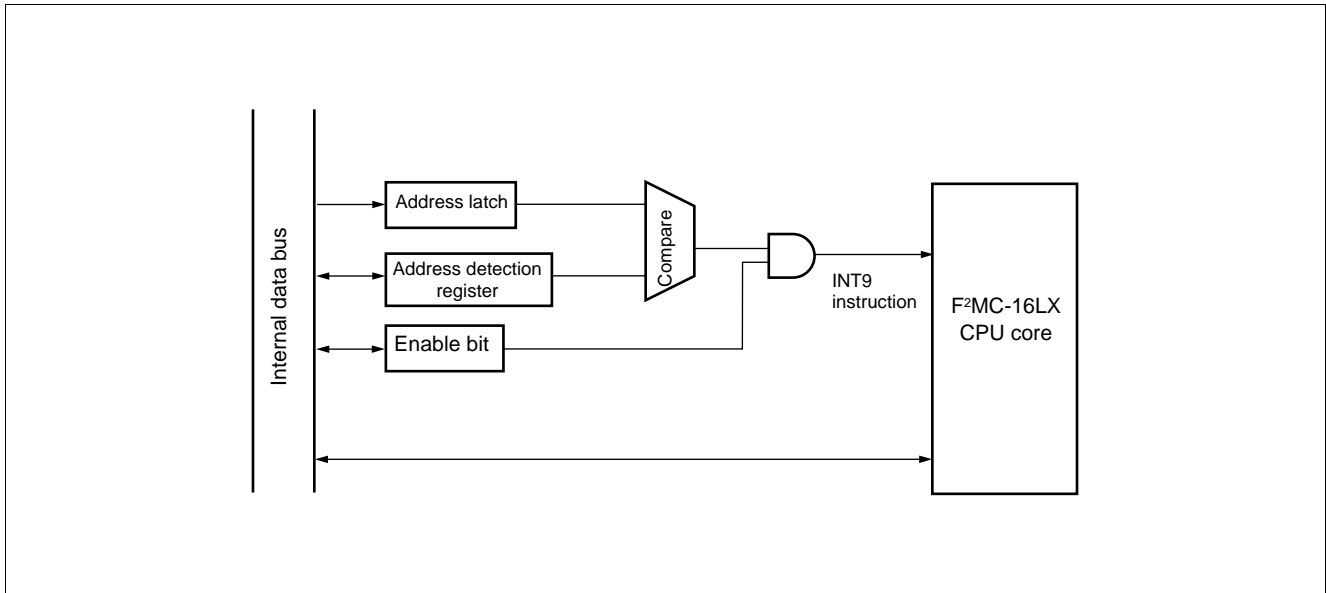 Internal data bus
Address latch
Address detection
register
Enable bit
Compare
INT9
instruction
F²MC-16LX
CPU core